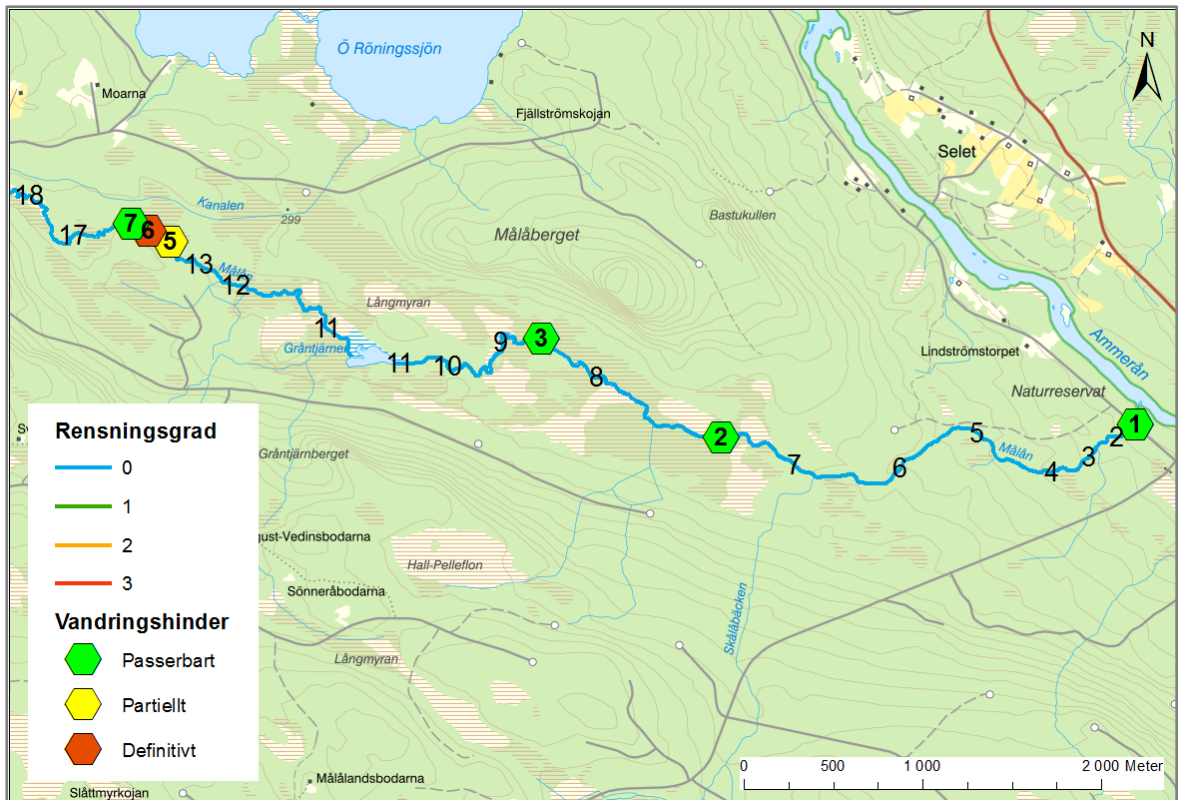 Ö Röningssjön
N
Moarna
Fjällströmskojan
Selet
18
Kanalen
299
Bastukullen
17
7
6
5
Målåberget
13
Målån
12
Långmyran
11
Gråntjärnen
9
3
Ammerån
Lindströmstorpet
11
10
8
Naturreservat
1
2
5
2
Målån
3
7
6
4
Rensningsgrad
0
1
2
3
Gråntjärnberget
gust-Vedinsbodarna
Hall-Pelleflon
Sönneråbodarna
Skålåbäcken
Vandringshinder
Passerbart
Partiellt
Definitivt
Långmyran
Målålandsbodarna
Slåttmyrkojan
0 500 1 000 2 000 Meter